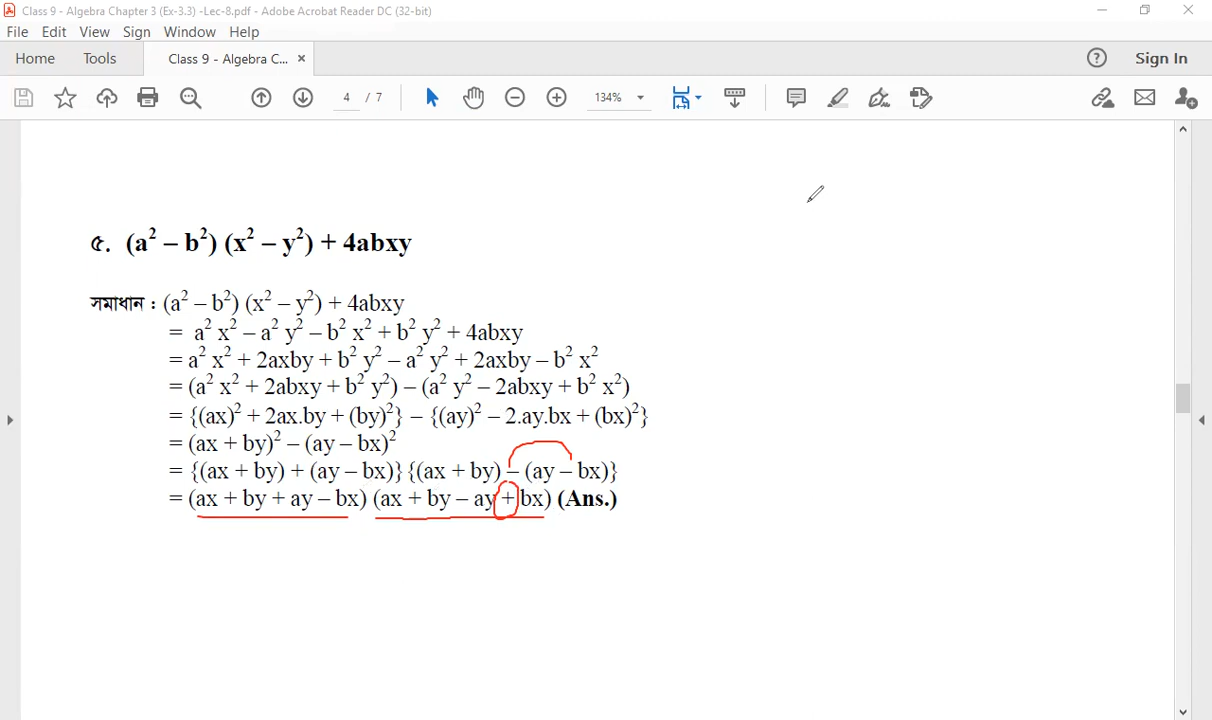 Class 9 - Algebra Chapter 3 (Ex-3.3) -Lec-8.pdf - Adobe Acrobat Reader DC (32-bit)
File Edit View Sign Window Help
Home Tools Class 9 - Algebra C... × Sign In
4 / 7 134%
৫. (a² – b²) (x² – y²) + 4abxy
সমাধান : (a² – b²) (x² – y²) + 4abxy
= a² x² – a² y² – b² x² + b² y² + 4abxy
= a² x² + 2axby + b² y² – a² y² + 2axby – b² x²
= (a² x² + 2abxy + b² y²) – (a² y² – 2abxy + b² x²)
= {(ax)² + 2ax.by + (by)²} – {(ay)² – 2.ay.bx + (bx)²}
= (ax + by)² – (ay – bx)²
= {(ax + by) + (ay – bx)} {(ax + by) – (ay – bx)}
= (ax + by + ay – bx) (ax + by – ay + bx) (Ans.)